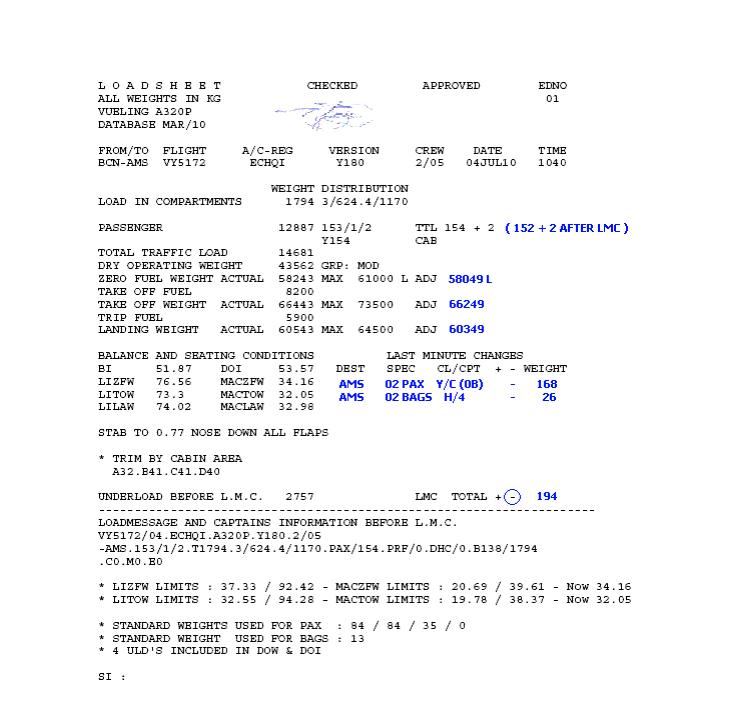 L O A D S H E E T CHECKED APPROVED EDNO
ALL WEIGHTS IN KG 01
VUELING A320P
DATABASE MAR/10
FROM/TO FLIGHT A/C-REG VERSION CREW DATE TIME
BCN-AMS VY5172 ECHQI Y180 2/05 04JUL10 1040
WEIGHT DISTRIBUTION
LOAD IN COMPARTMENTS 1794 3/624.4/1170
PASSENGER 12887 153/1/2 TTL 154 + 2 ( 152 + 2 AFTER LMC )
Y154 CAB
TOTAL TRAFFIC LOAD 14681
DRY OPERATING WEIGHT 43562 GRP: MOD
ZERO FUEL WEIGHT ACTUAL 58243 MAX 61000 L ADJ 58049 L
TAKE OFF FUEL 8200
TAKE OFF WEIGHT ACTUAL 66443 MAX 73500 ADJ 66249
TRIP FUEL 5900
LANDING WEIGHT ACTUAL 60543 MAX 64500 ADJ 60349
BALANCE AND SEATING CONDITIONS LAST MINUTE CHANGES
BI 51.87 DOI 53.57 DEST SPEC CL/CPT + - WEIGHT
LIZFW 76.56 MACZFW 34.16 AMS 02 PAX Y/C (0B) - 168
LITOW 73.3 MACTOW 32.05 AMS 02 BAGS H/4 - 26
LILAW 74.02 MACLAW 32.98
STAB TO 0.77 NOSE DOWN ALL FLAPS
* TRIM BY CABIN AREA
A32.B41.C41.D40
UNDERLOAD BEFORE L.M.C. 2757 LMC TOTAL + - 194
LOADMESSAGE AND CAPTAINS INFORMATION BEFORE L.M.C.
VY5172/04.ECHQI.A320P.Y180.2/05
-AMS.153/1/2.T1794.3/624.4/1170.PAX/154.PRF/0.DHC/0.B138/1794
.C0.M0.E0
* LIZFW LIMITS : 37.33 / 92.42 - MACZFW LIMITS : 20.69 / 39.61 - Now 34.16
* LITOW LIMITS : 32.55 / 94.28 - MACTOW LIMITS : 19.78 / 38.37 - Now 32.05
* STANDARD WEIGHTS USED FOR PAX : 84 / 84 / 35 / 0
* STANDARD WEIGHT USED FOR BAGS : 13
* 4 ULD'S INCLUDED IN DOW & DOI
SI :